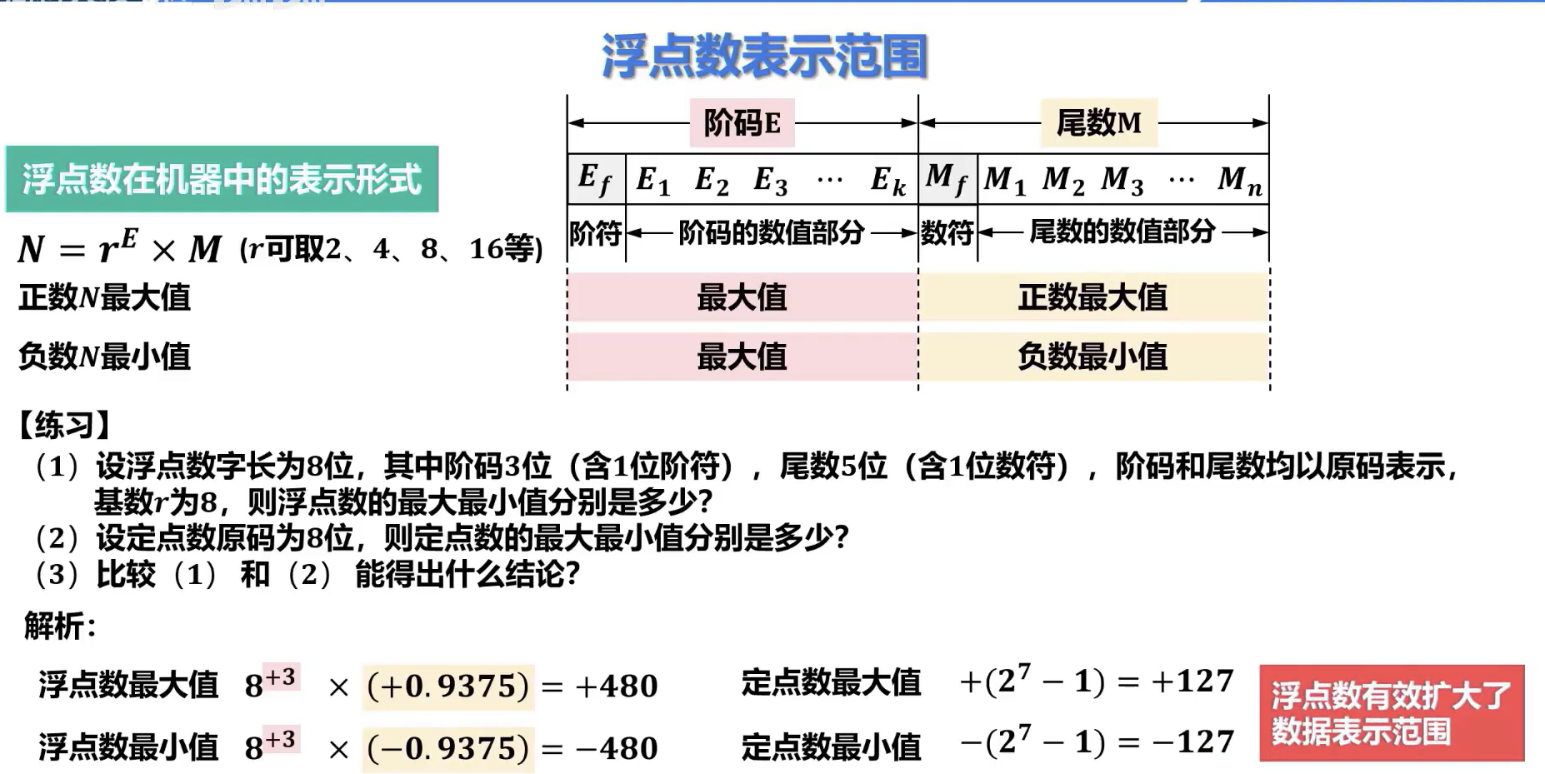 浮点数表示范围
阶码E 尾数M
浮点数在机器中的表示形式
E_f E_1 E_2 E_3 ⋯ E_k M_f M_1 M_2 M_3 ⋯ M_n
阶符 阶码的数值部分 数符 尾数的数值部分
N = r^E × M (r可取2、4、8、16等)
正数N最大值 最大值 正数最大值
负数N最小值 最大值 负数最小值
【练习】
（1）设浮点数字长为8位，其中阶码3位（含1位阶符），尾数5位（含1位数符），阶码和尾数均以原码表示，
基数r为8，则浮点数的最大最小值分别是多少？
（2）设定点数原码为8位，则定点数的最大最小值分别是多少？
（3）比较（1） 和（2） 能得出什么结论？
解析：
浮点数最大值 8^{+3} × (+0.9375) = +480 定点数最大值 +(2^7 − 1) = +127
浮点数最小值 8^{+3} × (−0.9375) = −480 定点数最小值 −(2^7 − 1) = −127
浮点数有效扩大了
数据表示范围